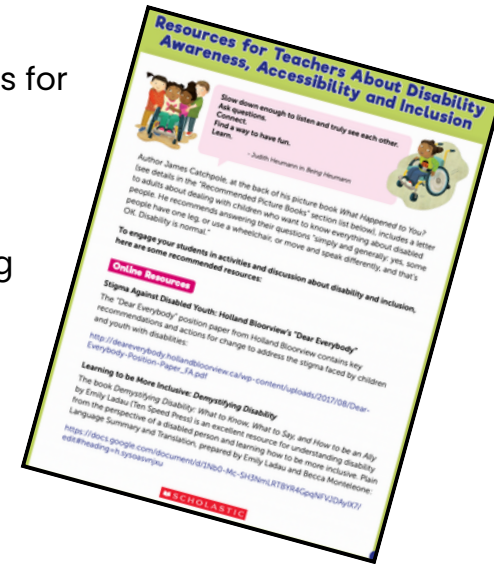 s for
g
Resources for Teachers About Disability
Awareness, Accessibility and Inclusion
Slow down enough to listen and truly see each other.
Ask questions.
Connect.
Find a way to have fun.
Learn.
- Judith Heumann in Being Heumann
Author James Catchpole, at the back of his picture book What Happened to You?
(see details in the "Recommended Picture Books" section list below), includes a letter
to adults about dealing with children who want to know everything about disabled
people. He recommends answering their questions "simply and generally: yes, some
people have one leg, or use a wheelchair, or move and speak differently, and that's
OK. Disability is normal."
To engage your students in activities and discussion about disability and inclusion,
here are some recommended resources:
Online Resources
Stigma Against Disabled Youth: Holland Bloorview's "Dear Everybody"
The "Dear Everybody" position paper from Holland Bloorview contains key
recommendations and actions for change to address the stigma faced by children
and youth with disabilities:
http://deareverybody.hollandbloorview.ca/wp-content/uploads/2017/08/Dear-
Everybody-Position-Paper_FA.pdf
Learning to be More Inclusive: Demystifying Disability
The book Demystifying Disability: What to Know, What to Say, and How to be an Ally
by Emily Ladau (Ten Speed Press) is an excellent resource for understanding disability
from the perspective of a disabled person and learning how to be more inclusive. Plain
Language Summary and Translation, prepared by Emily Ladau and Becca Monteleone:
SCHOLASTIC